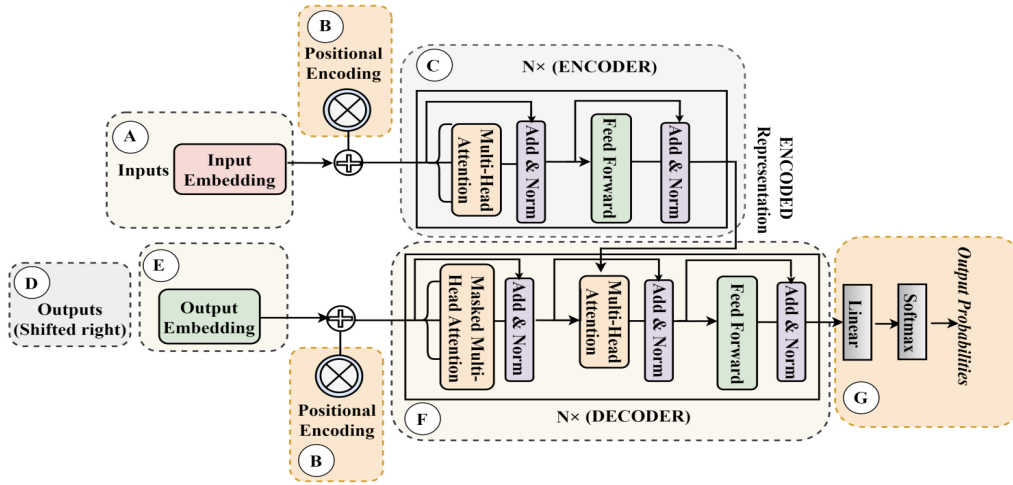 B
Positional
Encoding
C
N× (ENCODER)
A
Inputs
Input
Embedding
Multi-Head
Attention
Add & Norm
Feed Forward
Add & Norm
ENCODED
Representation
D
Outputs
(Shifted right)
E
Output
Embedding
Positional
Encoding
B
Masked Multi-
Head Attention
Add & Norm
Multi-Head
Attention
Add & Norm
Feed Forward
Add & Norm
F
N× (DECODER)
Linear
Softmax
Output Probabilities
G